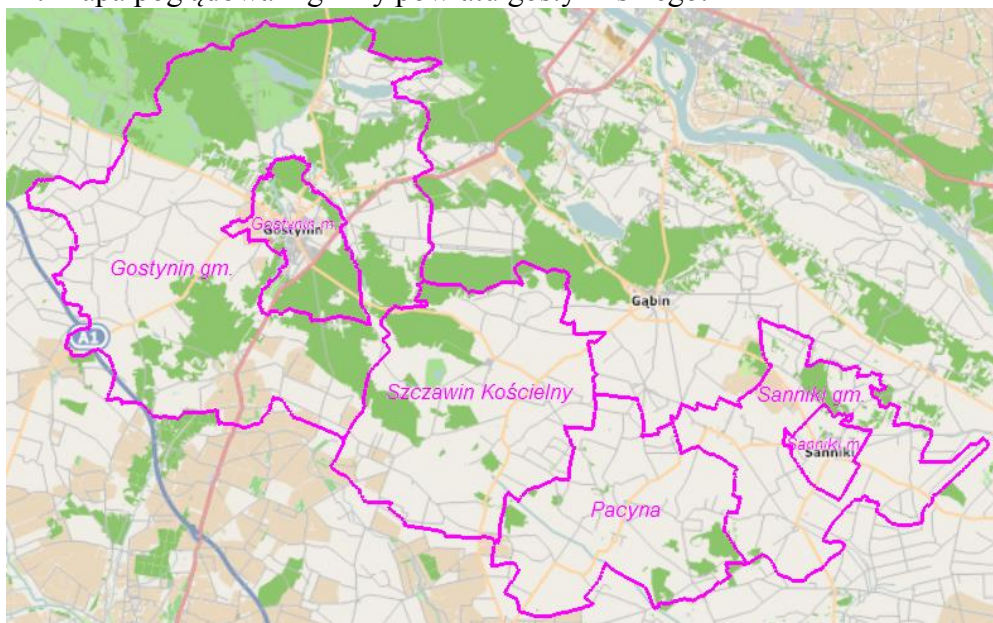 Gostynin m.
Gostynin
Gostynin gm.
Gąbin
A1
Szczawin Kościelny
Sanniki gm.
Sanniki m.
Sanniki
Pacyna